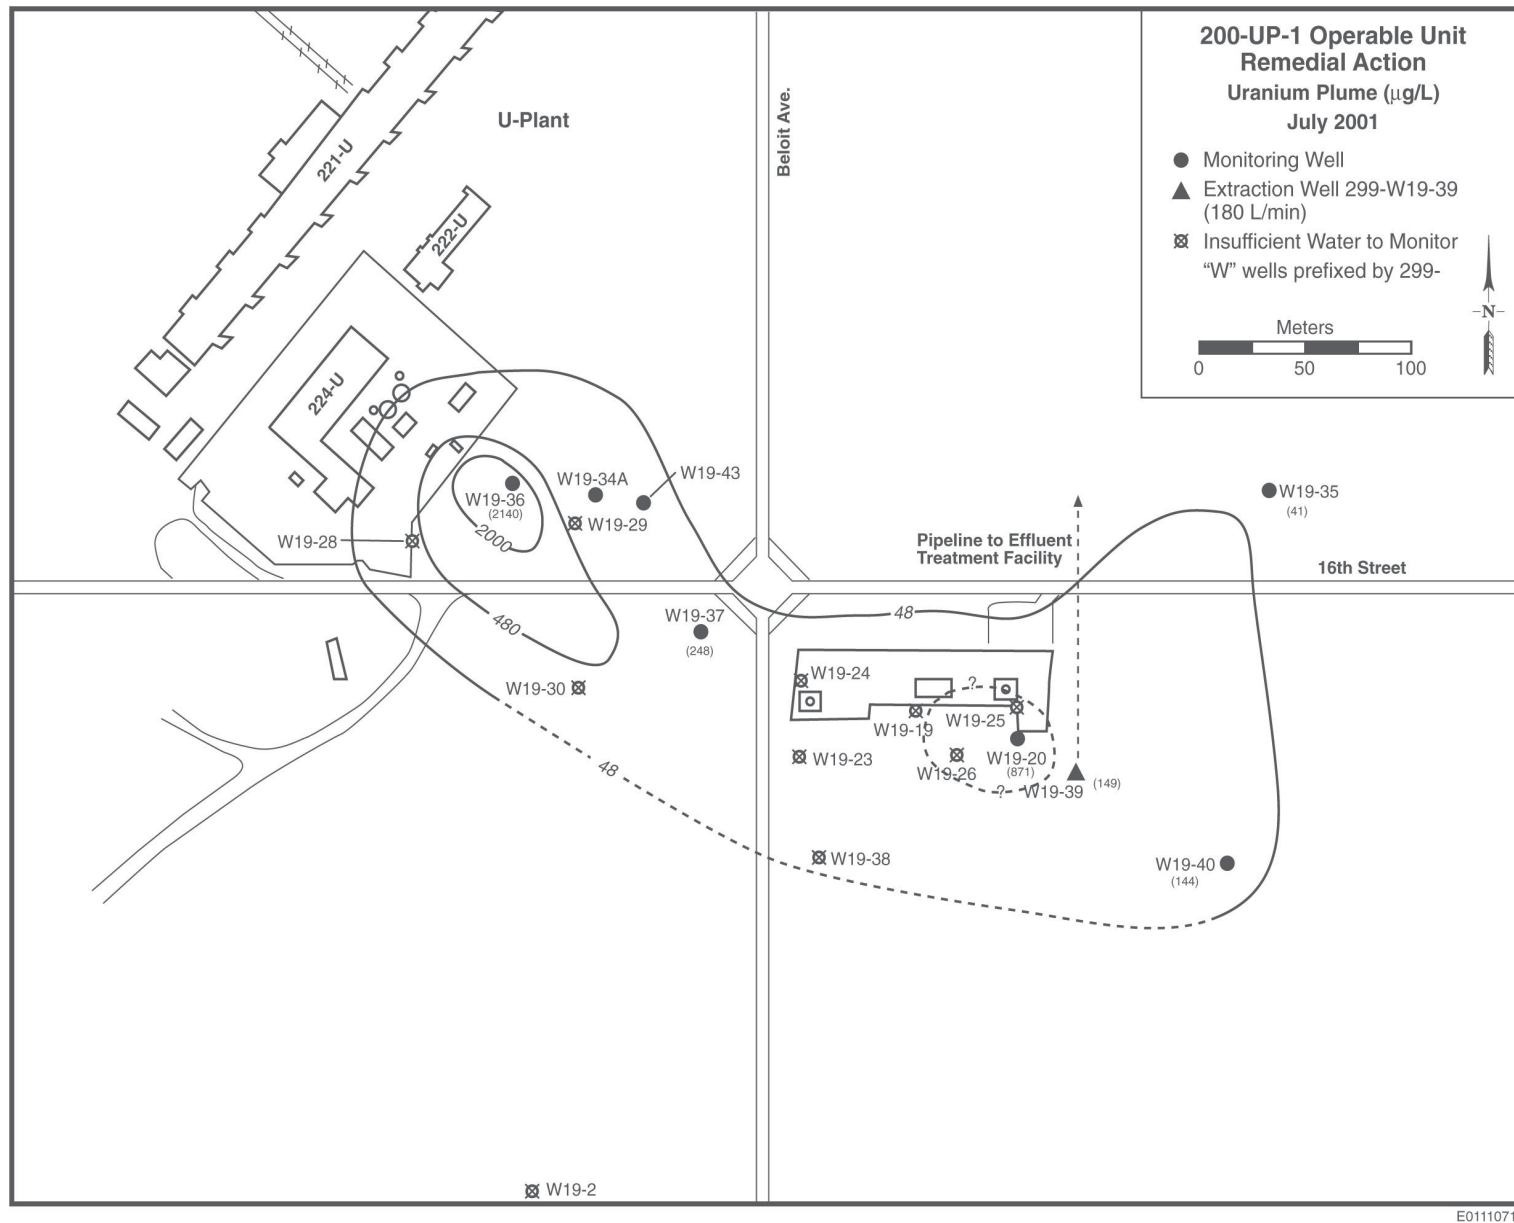 200-UP-1 Operable Unit
Remedial Action
Uranium Plume (µg/L)
July 2001
Monitoring Well
Extraction Well 299-W19-39
(180 L/min)
Insufficient Water to Monitor
“W” wells prefixed by 299-
N
Meters
0 50 100
U-Plant
Beloit Ave.
221-U
222-U
224-U
W19-34A
W19-43
W19-36
(2140)
2000
W19-29
W19-28
W19-35
(41)
Pipeline to Effluent
Treatment Facility
16th Street
480
W19-37
(248)
48
W19-24
W19-30
?
W19-25
W19-19
W19-23
48
W19-20
(871)
W19-26
?
W19-39
(149)
W19-38
W19-40
(144)
W19-2
E0111071